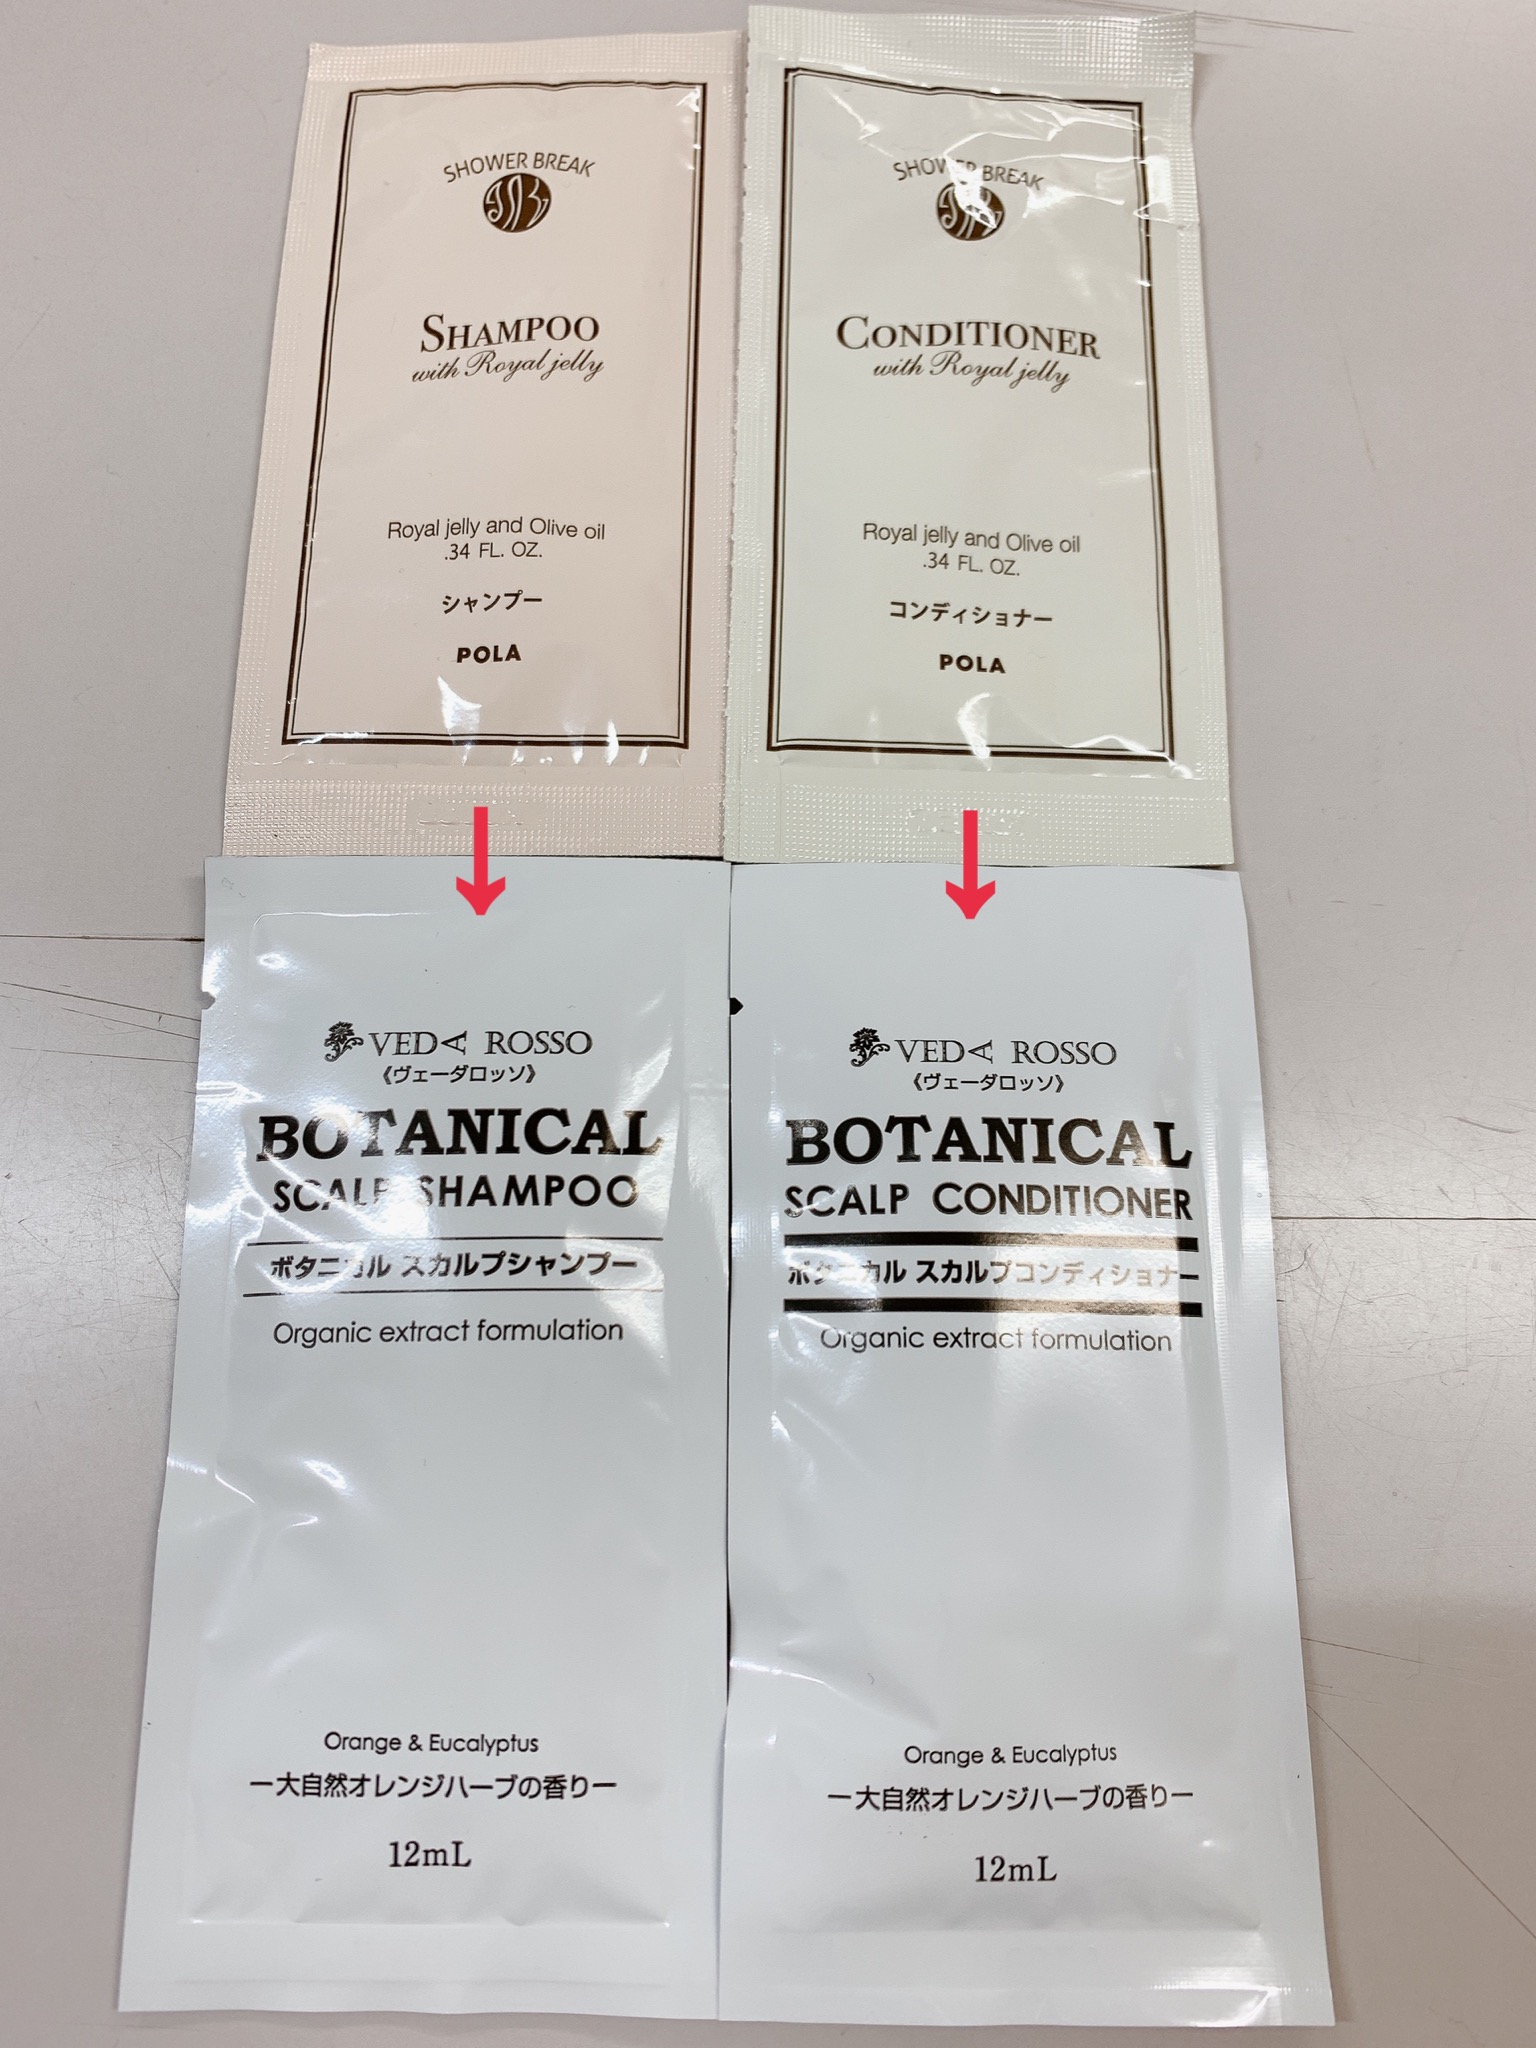 SHOWER BREAK
SHAMPOO
with Royal jelly
Royal jelly and Olive oil
.34 FL. OZ.
シャンプー
POLA
SHOWER BREAK
CONDITIONER
with Royal jelly
Royal jelly and Olive oil
.34 FL. OZ.
コンディショナー
POLA
VEDA ROSSO
《ヴェーダロッソ》
BOTANICAL
SCALP SHAMPOO
ボタニカル スカルプシャンプー
Organic extract formulation
Orange & Eucalyptus
ー大自然オレンジハーブの香りー
12mL
VEDA ROSSO
《ヴェーダロッソ》
BOTANICAL
SCALP CONDITIONER
ボタニカル スカルプコンディショナー
Organic extract formulation
Orange & Eucalyptus
ー大自然オレンジハーブの香りー
12mL